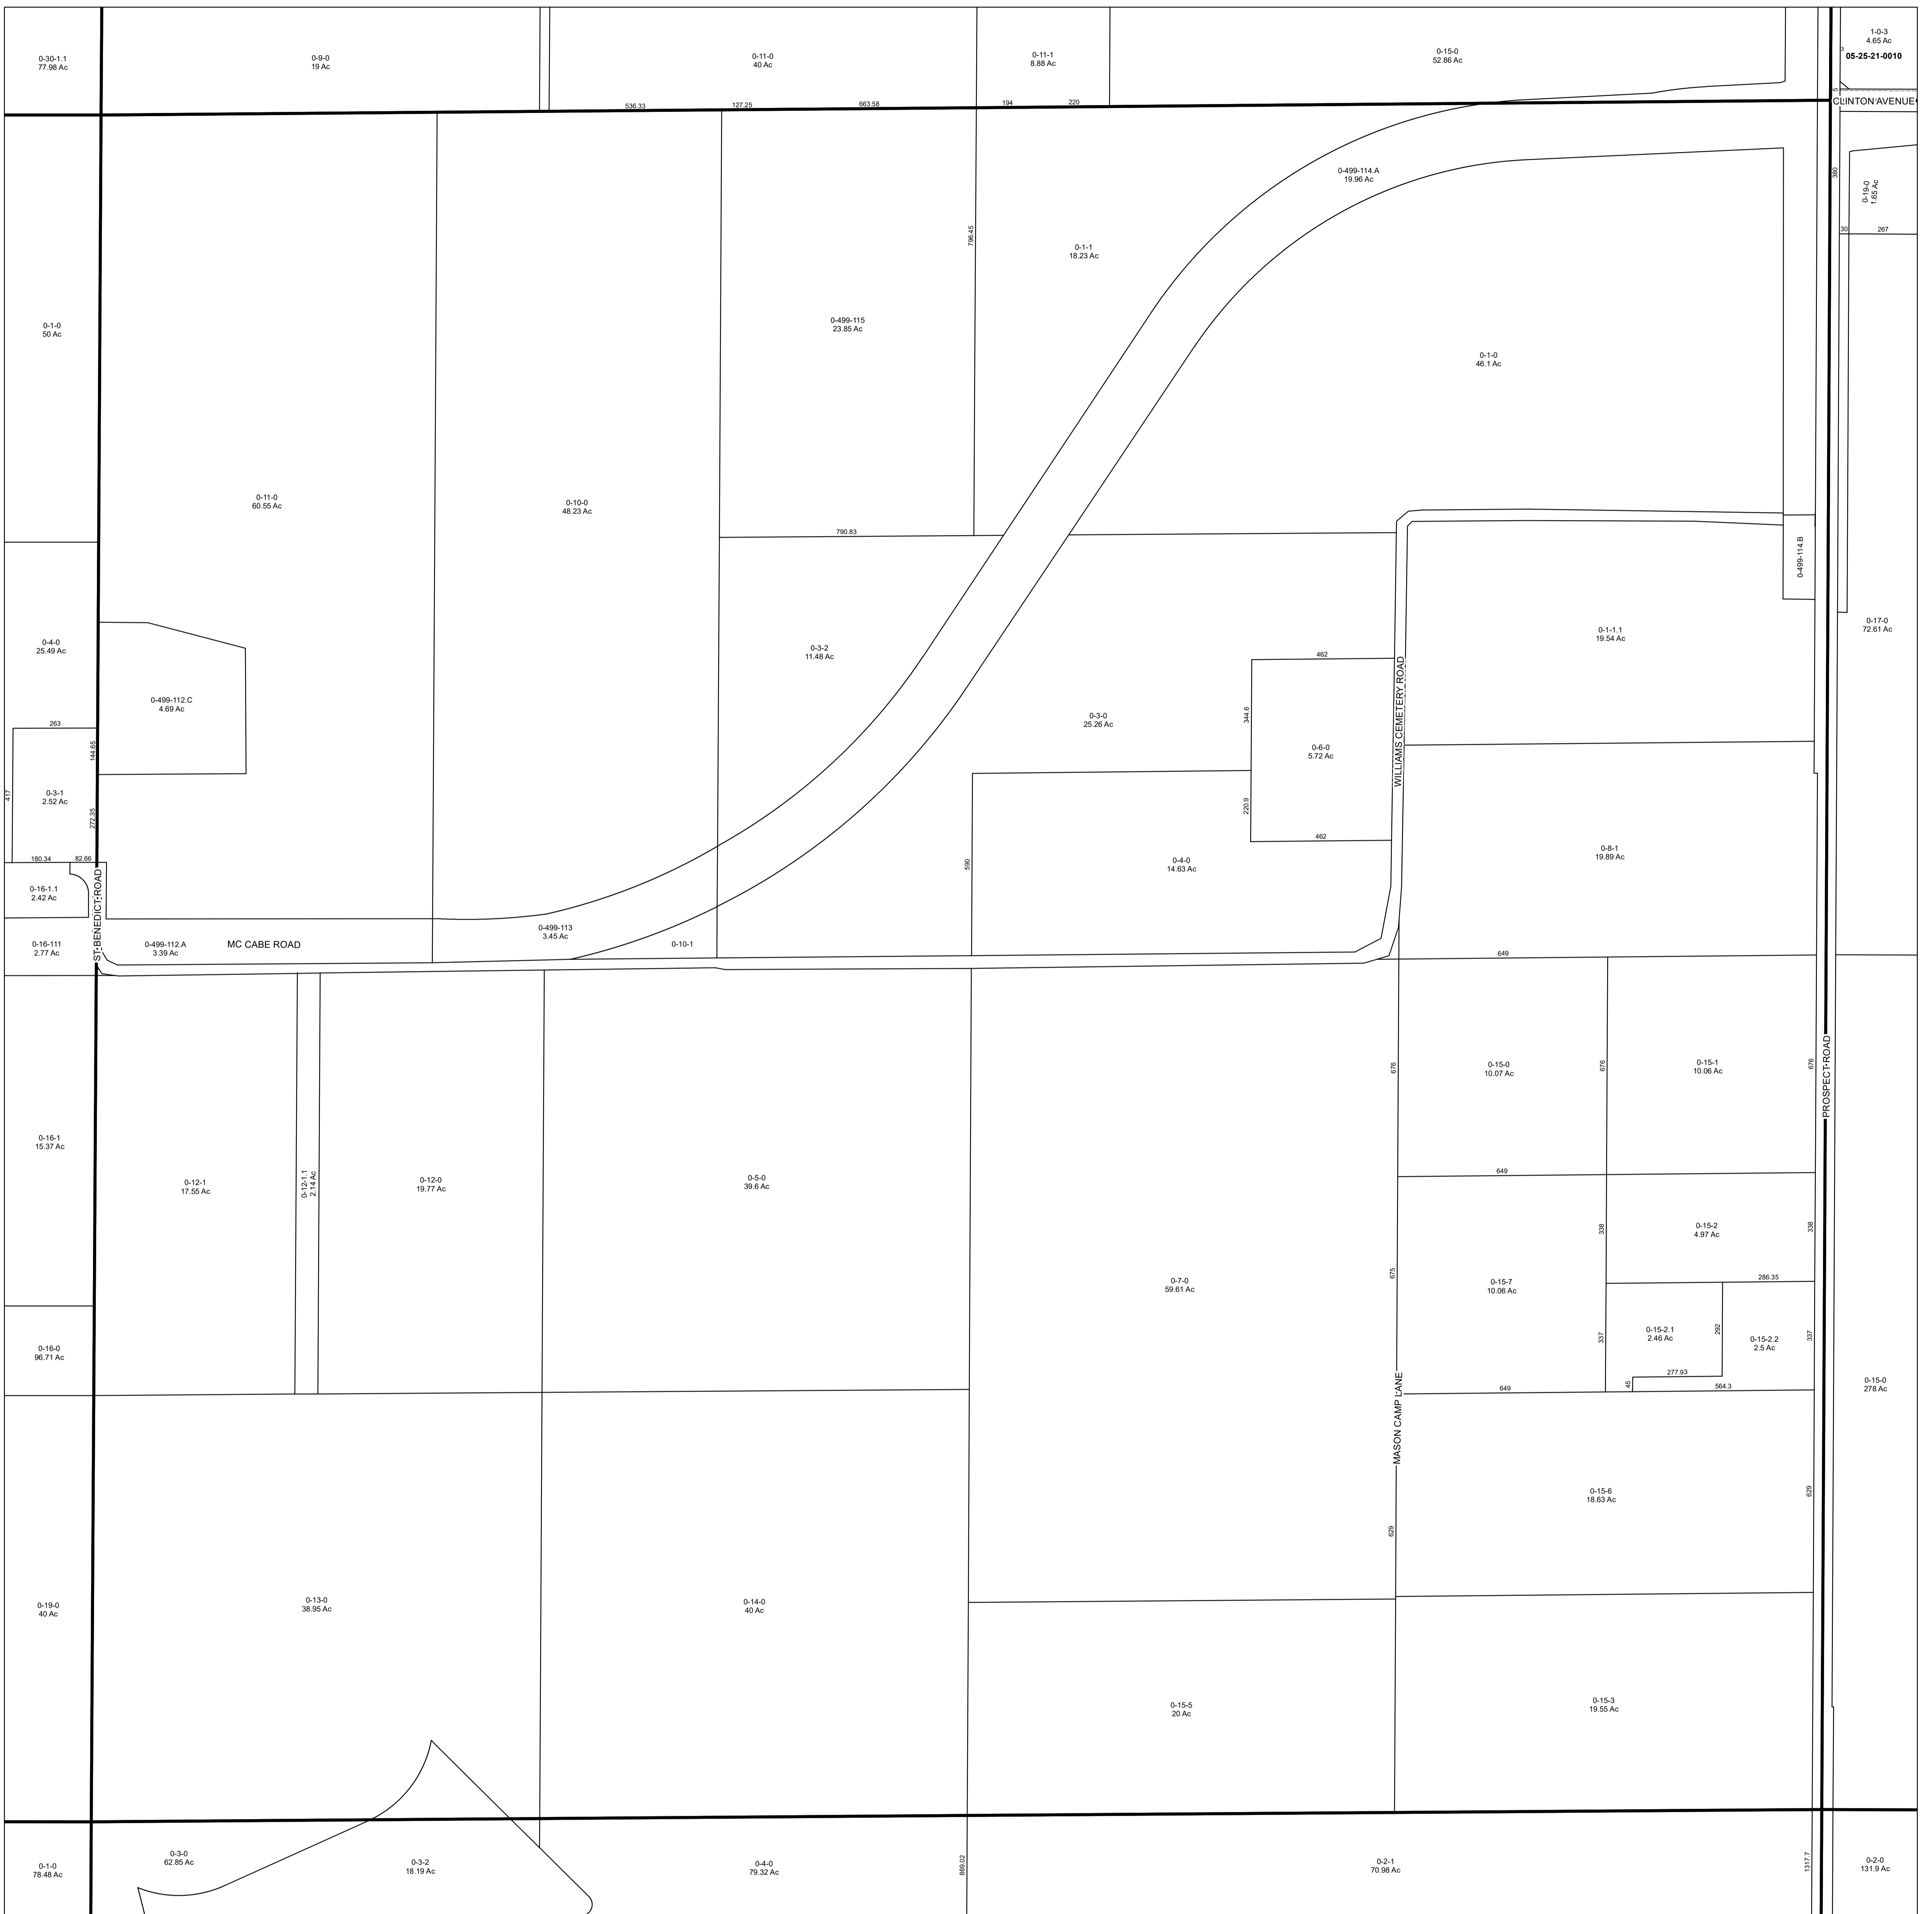 0-30-1.1
77.98 Ac
0-9-0
19 Ac
0-11-0
40 Ac
0-11-1
8.88 Ac
0-15-0
52.86 Ac
1-0-3
4.65 Ac
3
05-25-21-0010
5
CLINTON AVENUE
536.33
127.25
663.58
194
220
0-499-114.A
19.96 Ac
380
0-19-0
1.65 Ac
30
267
796.45
0-1-1
18.23 Ac
0-1-0
50 Ac
0-499-115
23.85 Ac
0-1-0
46.1 Ac
0-11-0
60.55 Ac
0-10-0
48.23 Ac
790.83
0-499-114.B
0-4-0
25.49 Ac
0-3-2
11.48 Ac
462
0-1-1.1
19.54 Ac
0-17-0
72.61 Ac
0-499-112.C
4.69 Ac
263
144.65
0-3-0
25.26 Ac
344.6
0-6-0
5.72 Ac
WILLIAMS CEMETERY ROAD
417
0-3-1
2.52 Ac
272.35
220.9
462
0-8-1
19.89 Ac
180.34
82.66
590
0-4-0
14.63 Ac
0-16-1.1
2.42 Ac
ST BENEDICT ROAD
0-16-111
2.77 Ac
0-499-112.A
3.39 Ac
MC CABE ROAD
0-499-113
3.45 Ac
0-10-1
649
676
0-15-0
10.07 Ac
676
0-15-1
10.06 Ac
676
PROSPECT ROAD
0-16-1
15.37 Ac
0-12-1
17.55 Ac
0-12-1.1
2.14 Ac
0-12-0
19.77 Ac
0-5-0
39.6 Ac
649
338
0-15-2
4.97 Ac
338
0-7-0
59.61 Ac
675
0-15-7
10.06 Ac
286.35
0-16-0
96.71 Ac
337
0-15-2.1
2.46 Ac
292
0-15-2.2
2.5 Ac
337
277.93
45
649
564.3
MASON CAMP LANE
0-15-0
278 Ac
629
0-15-6
18.63 Ac
629
0-19-0
40 Ac
0-13-0
38.95 Ac
0-14-0
40 Ac
0-15-5
20 Ac
0-15-3
19.55 Ac
0-1-0
78.48 Ac
0-3-0
62.85 Ac
0-3-2
18.19 Ac
0-4-0
79.32 Ac
869.02
0-2-1
70.98 Ac
1317.7
0-2-0
131.9 Ac